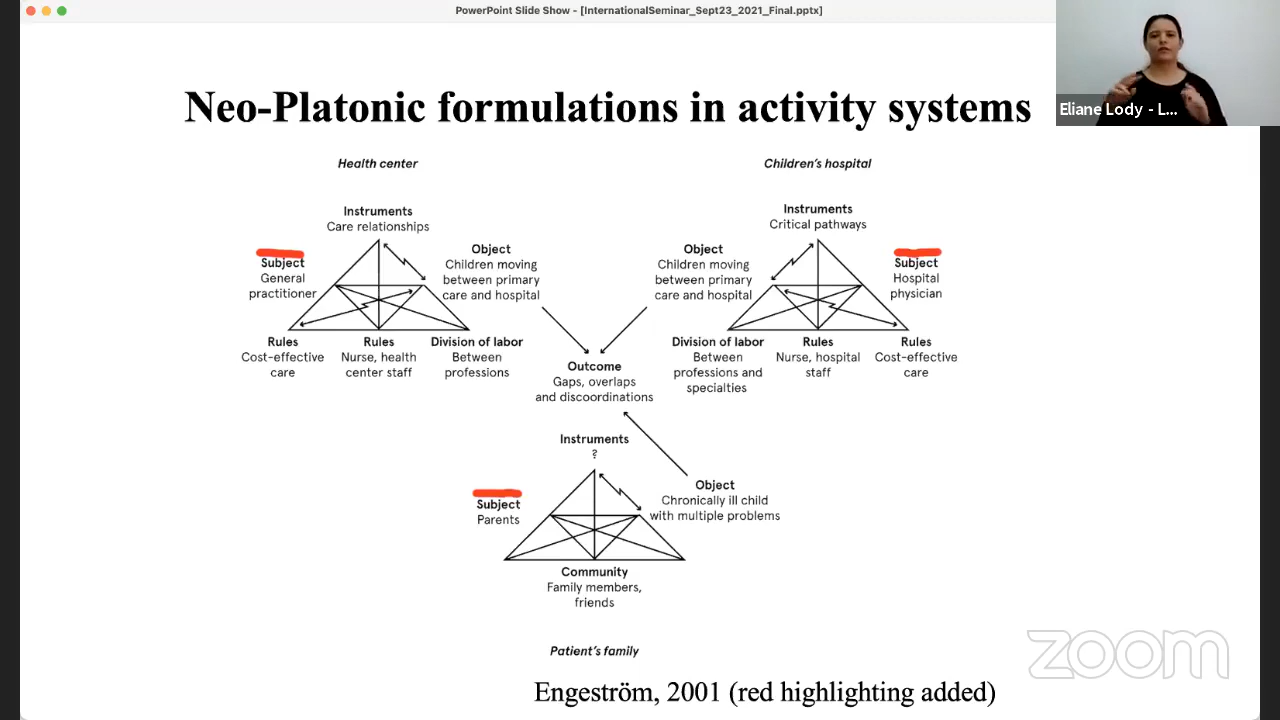 PowerPoint Slide Show - [InternationalSeminar_Sept23_2021_Final.pptx]
Eliane Lody - L...
Neo-Platonic formulations in activity systems
Health center
Instruments
Care relationships
Subject
General
practitioner
Object
Children moving
between primary
care and hospital
Rules
Cost-effective
care
Rules
Nurse, health
center staff
Division of labor
Between
professions
Children's hospital
Instruments
Critical pathways
Object
Children moving
between primary
care and hospital
Subject
Hospital
physician
Division of labor
Between
professions and
specialties
Rules
Nurse, hospital
staff
Rules
Cost-effective
care
Outcome
Gaps, overlaps
and discoordinations
Instruments
?
Subject
Parents
Object
Chronically ill child
with multiple problems
Community
Family members,
friends
Patient's family
Engeström, 2001 (red highlighting added)
zoom